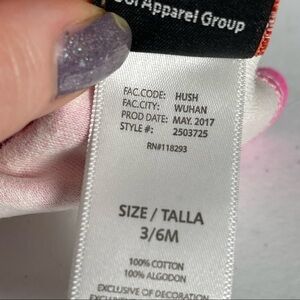 Apparel Group
FAC.CODE: HUSH
FAC.CITY: WUHAN
PROD DATE: MAY. 2017
STYLE #: 2503725
RN#118293
SIZE / TALLA
3/6M
100% COTTON
100% ALGODON
EXCLUSIVE OF DECORATION